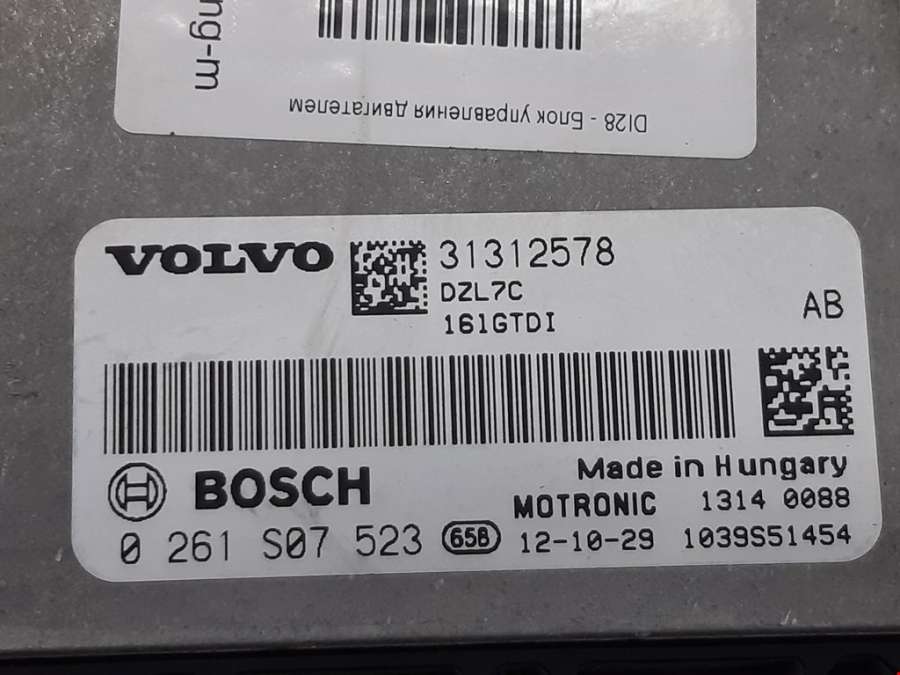 ng-m
DI28 - Блок управления двигателем
VOLVO 31312578
DZL7C
161GTDI
AB
BOSCH
Made in Hungary
MOTRONIC 1314 0088
0 261 S07 523 656 12-10-29 1039S51454